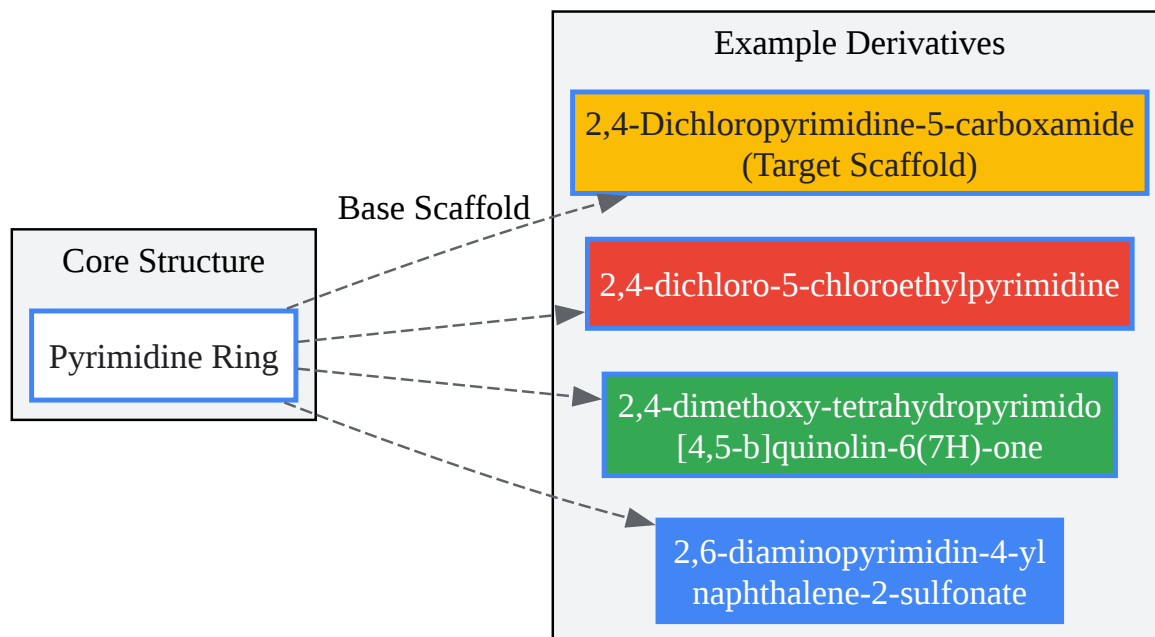 Example Derivatives
2,4-Dichloropyrimidine-5-carboxamide
(Target Scaffold)
Base Scaffold
Core Structure
2,4-dichloro-5-chloroethylpyrimidine
Pyrimidine Ring
2,4-dimethoxy-tetrahydropyrimido
[4,5-b]quinolin-6(7H)-one
2,6-diaminopyrimidin-4-yl
naphthalene-2-sulfonate